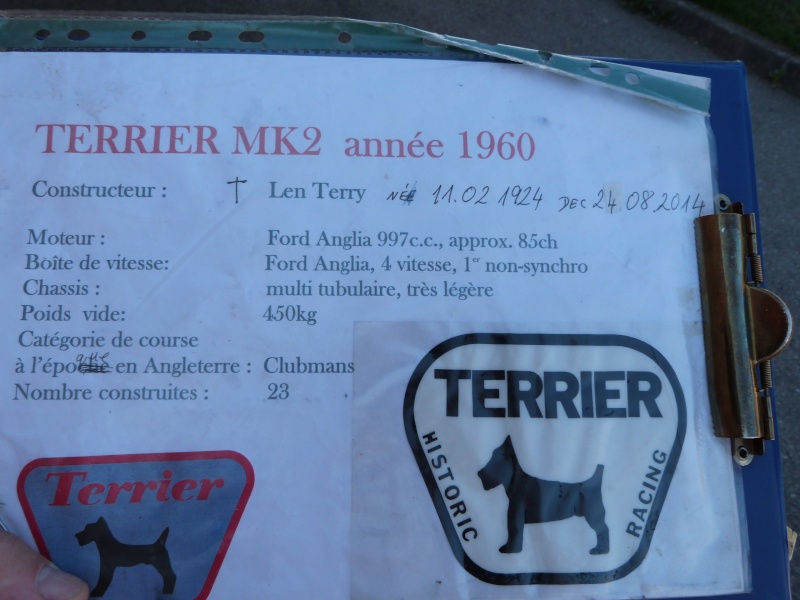 TERRIER MK2 année 1960
Constructeur : † Len Terry NÉ 11.02 1924 DEC 24.08 2014
Moteur : Ford Anglia 997c.c., approx. 85ch
Boîte de vitesse: Ford Anglia, 4 vitesse, 1er non-synchro
Chassis : multi tubulaire, très légère
Poids vide: 450kg
Catégorie de course
à l'époque en Angleterre : Clubmans
Nombre construites : 23
TERRIER
HISTORIC
RACING
Terrier